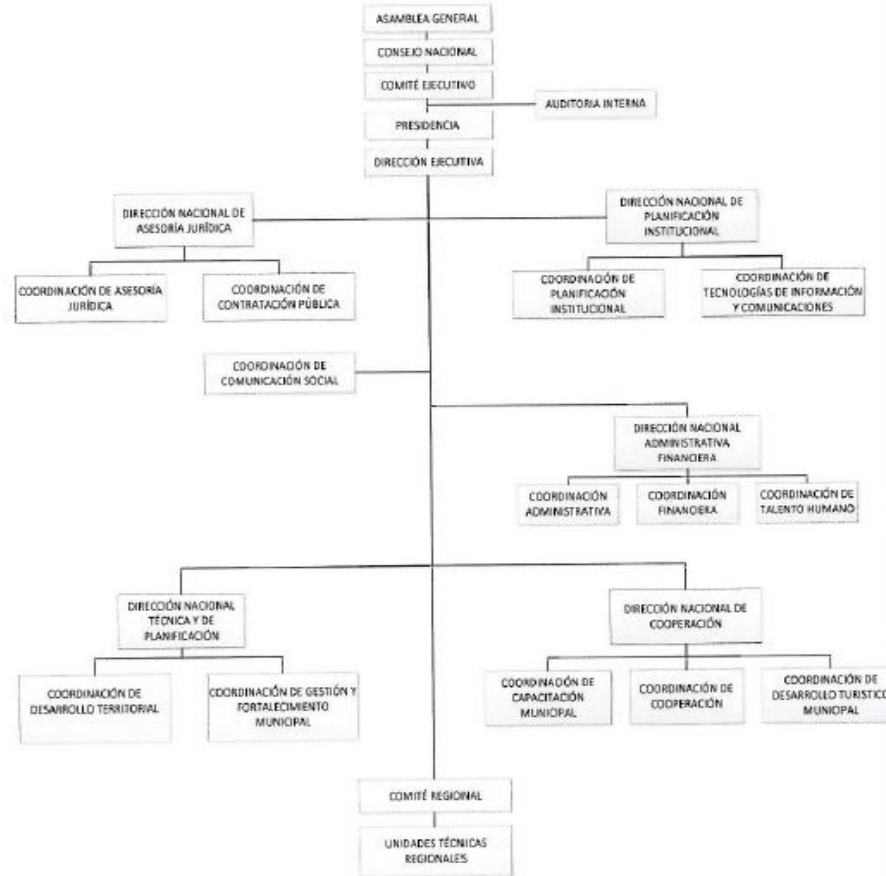 ASAMBLEA GENERAL
CONSEJO NACIONAL
COMITÉ EJECUTIVO
AUDITORIA INTERNA
PRESIDENCIA
DIRECCIÓN EJECUTIVA
DIRECCIÓN NACIONAL DE
ASESORÍA JURÍDICA
DIRECCIÓN NACIONAL DE
PLANIFICACIÓN
INSTITUCIONAL
COORDINACIÓN DE ASESORÍA
JURÍDICA
COORDINACIÓN DE
CONTRATACIÓN PÚBLICA
COORDINACIÓN DE
PLANIFICACIÓN
INSTITUCIONAL
COORDINACIÓN DE
TECNOLOGÍAS DE INFORMACIÓN
Y COMUNICACIONES
COORDINACIÓN DE
COMUNICACIÓN SOCIAL
DIRECCIÓN NACIONAL
ADMINISTRATIVA
FINANCIERA
COORDINACIÓN
ADMINISTRATIVA
COORDINACIÓN
FINANCIERA
COORDINACIÓN DE
TALENTO HUMANO
DIRECCIÓN NACIONAL
TÉCNICA Y DE
PLANIFICACIÓN
DIRECCIÓN NACIONAL DE
COOPERACIÓN
COORDINACIÓN DE
DESARROLLO TERRITORIAL
COORDINACIÓN DE GESTIÓN Y
FORTALECIMIENTO
MUNICIPAL
COORDINACIÓN DE
CAPACITACIÓN
MUNICIPAL
COORDINACIÓN DE
COOPERACIÓN
COORDINACIÓN DE
DESARROLLO TURISTICO
MUNICIPAL
COMITÉ REGIONAL
UNIDADES TÉCNICAS
REGIONALES